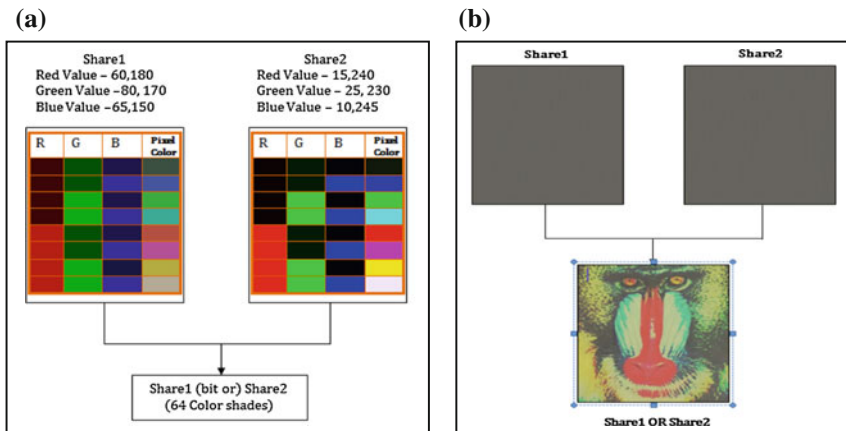 (a)
Share1
Red Value – 60,180
Green Value –80, 170
Blue Value –65,150
Share2
Red Value – 15,240
Green Value – 25, 230
Blue Value – 10,245
R G B Pixel Color
R G B Pixel Color
Share1 (bit or) Share2
(64 Color shades)
(b)
Share1
Share2
Share1 OR Share2